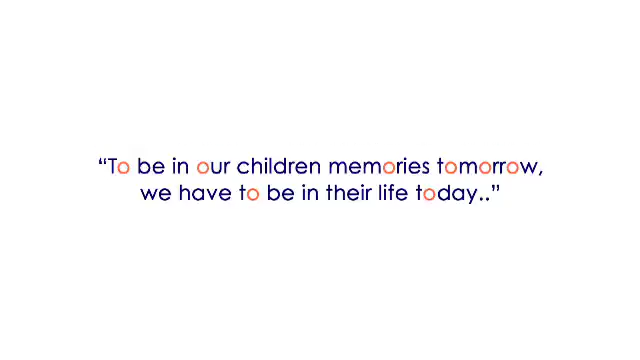 “To be in our children memories tomorrow,
we have to be in their life today..”